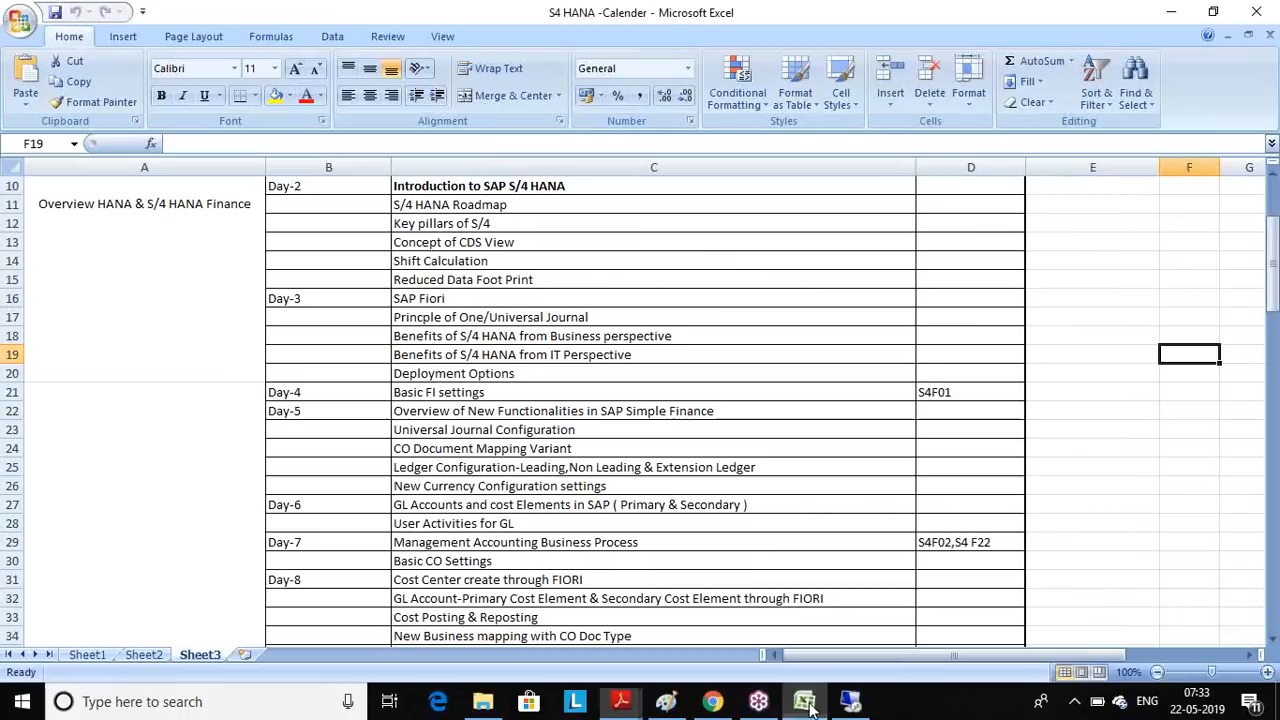 S4 HANA -Calender - Microsoft Excel
Home Insert Page Layout Formulas Data Review View
Paste Cut Copy Format Painter
Calibri 11
Wrap Text
Merge & Center
General
Conditional Formatting Format as Table Cell Styles
Insert Delete Format
AutoSum Fill Clear
Sort & Filter Find & Select
Clipboard Font Alignment Number Styles Cells Editing
F19 fx
A B C D E F G
10 Day-2 Introduction to SAP S/4 HANA
11 Overview HANA & S/4 HANA Finance S/4 HANA Roadmap
12 Key pillars of S/4
13 Concept of CDS View
14 Shift Calculation
15 Reduced Data Foot Print
16 Day-3 SAP Fiori
17 Princple of One/Universal Journal
18 Benefits of S/4 HANA from Business perspective
19 Benefits of S/4 HANA from IT Perspective
20 Deployment Options
21 Day-4 Basic FI settings S4F01
22 Day-5 Overview of New Functionalities in SAP Simple Finance
23 Universal Journal Configuration
24 CO Document Mapping Variant
25 Ledger Configuration-Leading,Non Leading & Extension Ledger
26 New Currency Configuration settings
27 Day-6 GL Accounts and cost Elements in SAP ( Primary & Secondary )
28 User Activities for GL
29 Day-7 Management Accounting Business Process S4F02,S4 F22
30 Basic CO Settings
31 Day-8 Cost Center create through FIORI
32 GL Account-Primary Cost Element & Secondary Cost Element through FIORI
33 Cost Posting & Reporting
34 New Business mapping with CO Doc Type
Sheet1 Sheet2 Sheet3
Ready 100%
Type here to search
ENG
07:33
22-05-2019